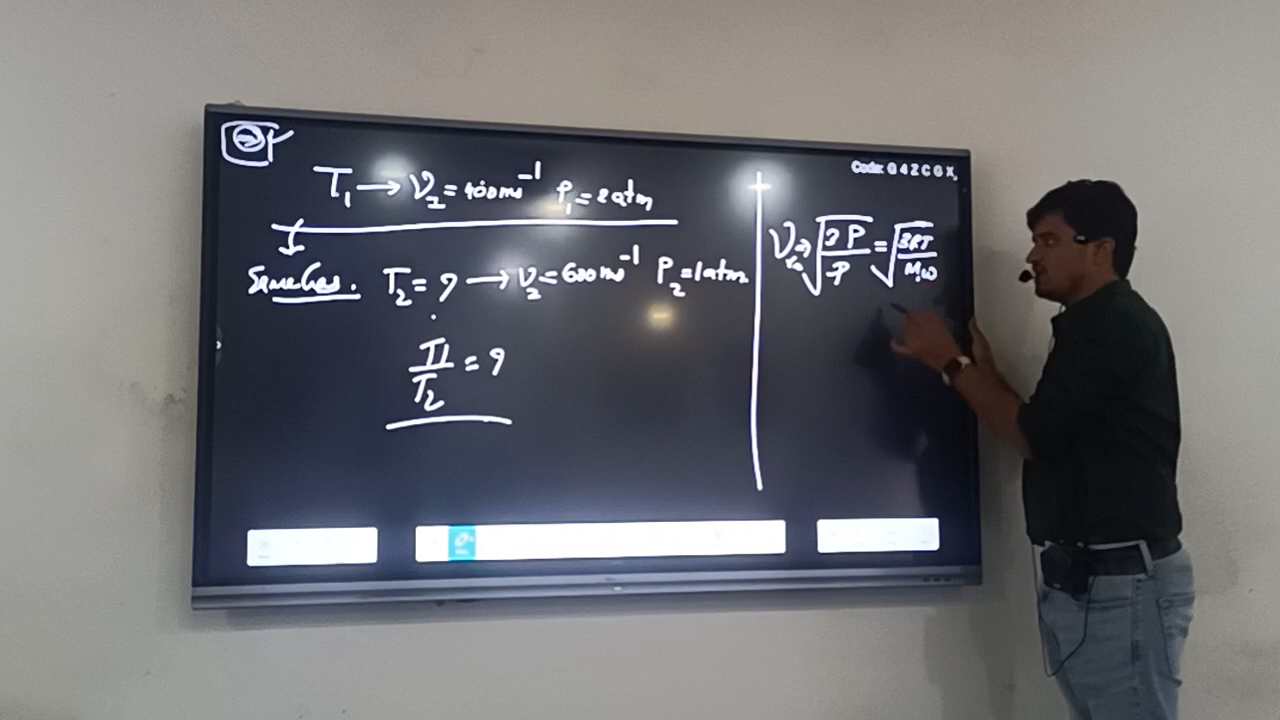 T₁ → V₂ = 400 ms⁻¹ P₁ = 2 atm
Code: G4ZCGX
Same Gas. T₂ = ? → V₂ = 600 ms⁻¹ P₂ = 1 atm
T1/T₂ = ?
V → √(3P/P) = √(3RT/M.W)